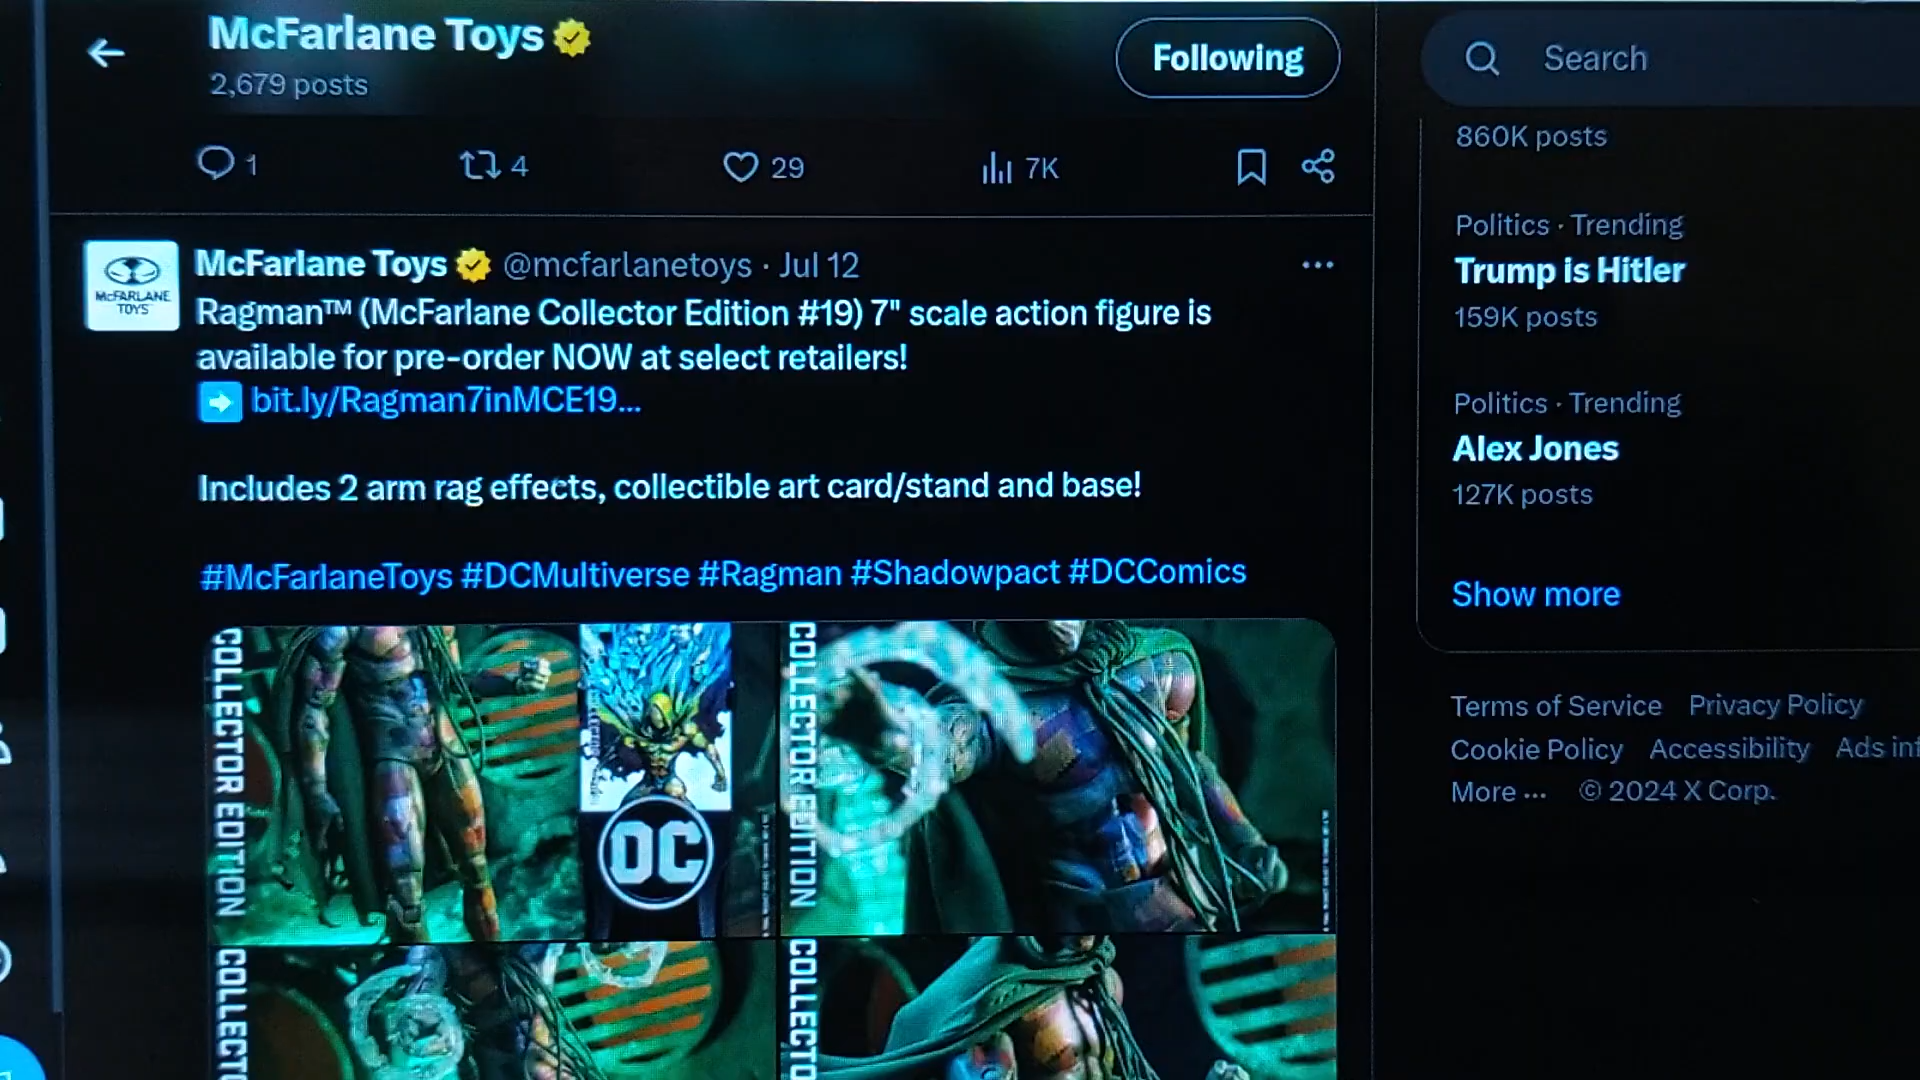 McFarlane Toys
2,679 posts
Following
Search
1 4 29 7K
860K posts
Politics · Trending
Trump is Hitler
159K posts
Politics · Trending
Alex Jones
127K posts
Show more
Terms of Service Privacy Policy
Cookie Policy Accessibility Ads inf
More ··· © 2024 X Corp.
McFARLANE
TOYS
McFarlane Toys @mcfarlanetoys · Jul 12
Ragman™ (McFarlane Collector Edition #19) 7" scale action figure is
available for pre-order NOW at select retailers!
bit.ly/Ragman7inMCE19...
Includes 2 arm rag effects, collectible art card/stand and base!
#McFarlaneToys #DCMultiverse #Ragman #Shadowpact #DCComics
COLLECTOR EDITION
DC
COLLECTOR EDITION
COLLECT
COLLECTO